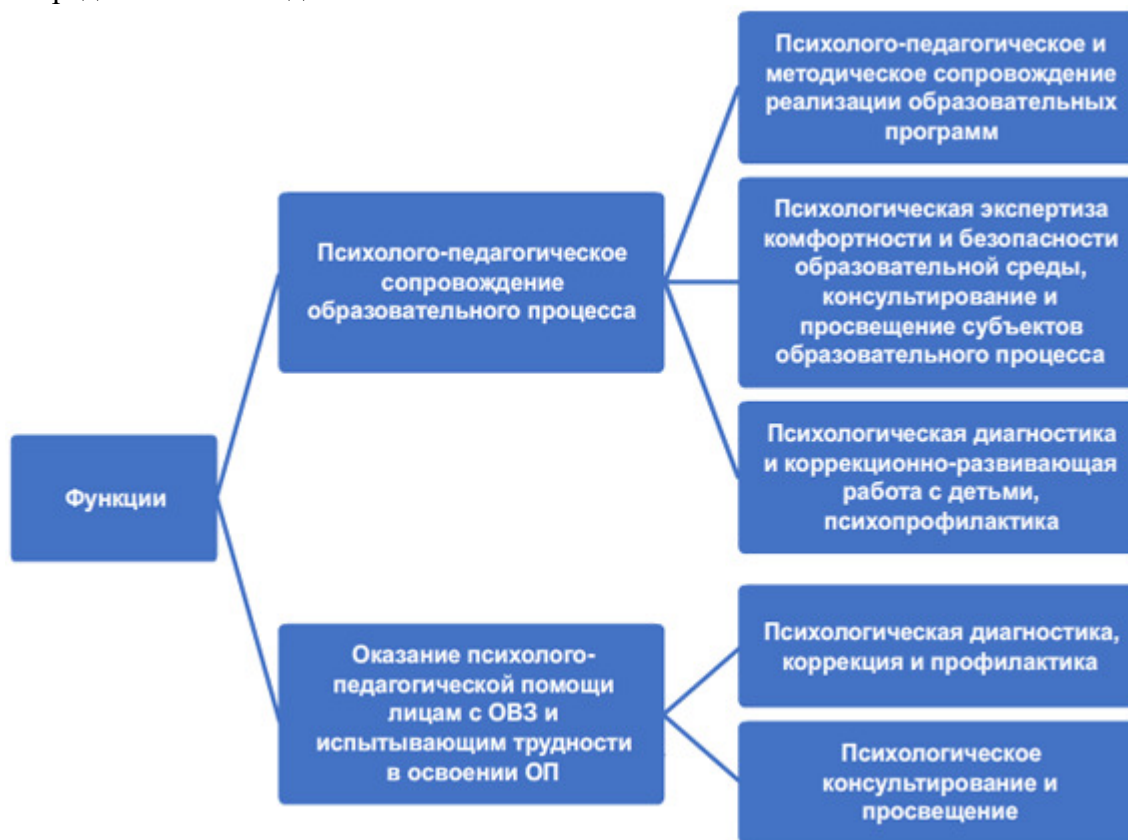 Психолого-педагогическое и
методическое сопровождение
реализации образовательных
программ
Психологическая экспертиза
комфортности и безопасности
образовательной среды,
консультирование и
просвещение субъектов
образовательного процесса
Психолого-педагогическое
сопровождение
образовательного процесса
Психологическая диагностика
и коррекционно-развивающая
работа с детьми,
психопрофилактика
Функции
Оказание психолого-
педагогической помощи
лицам с ОВЗ и
испытывающим трудности
в освоении ОП
Психологическая диагностика,
коррекция и профилактика
Психологическое
консультирование и
просвещение